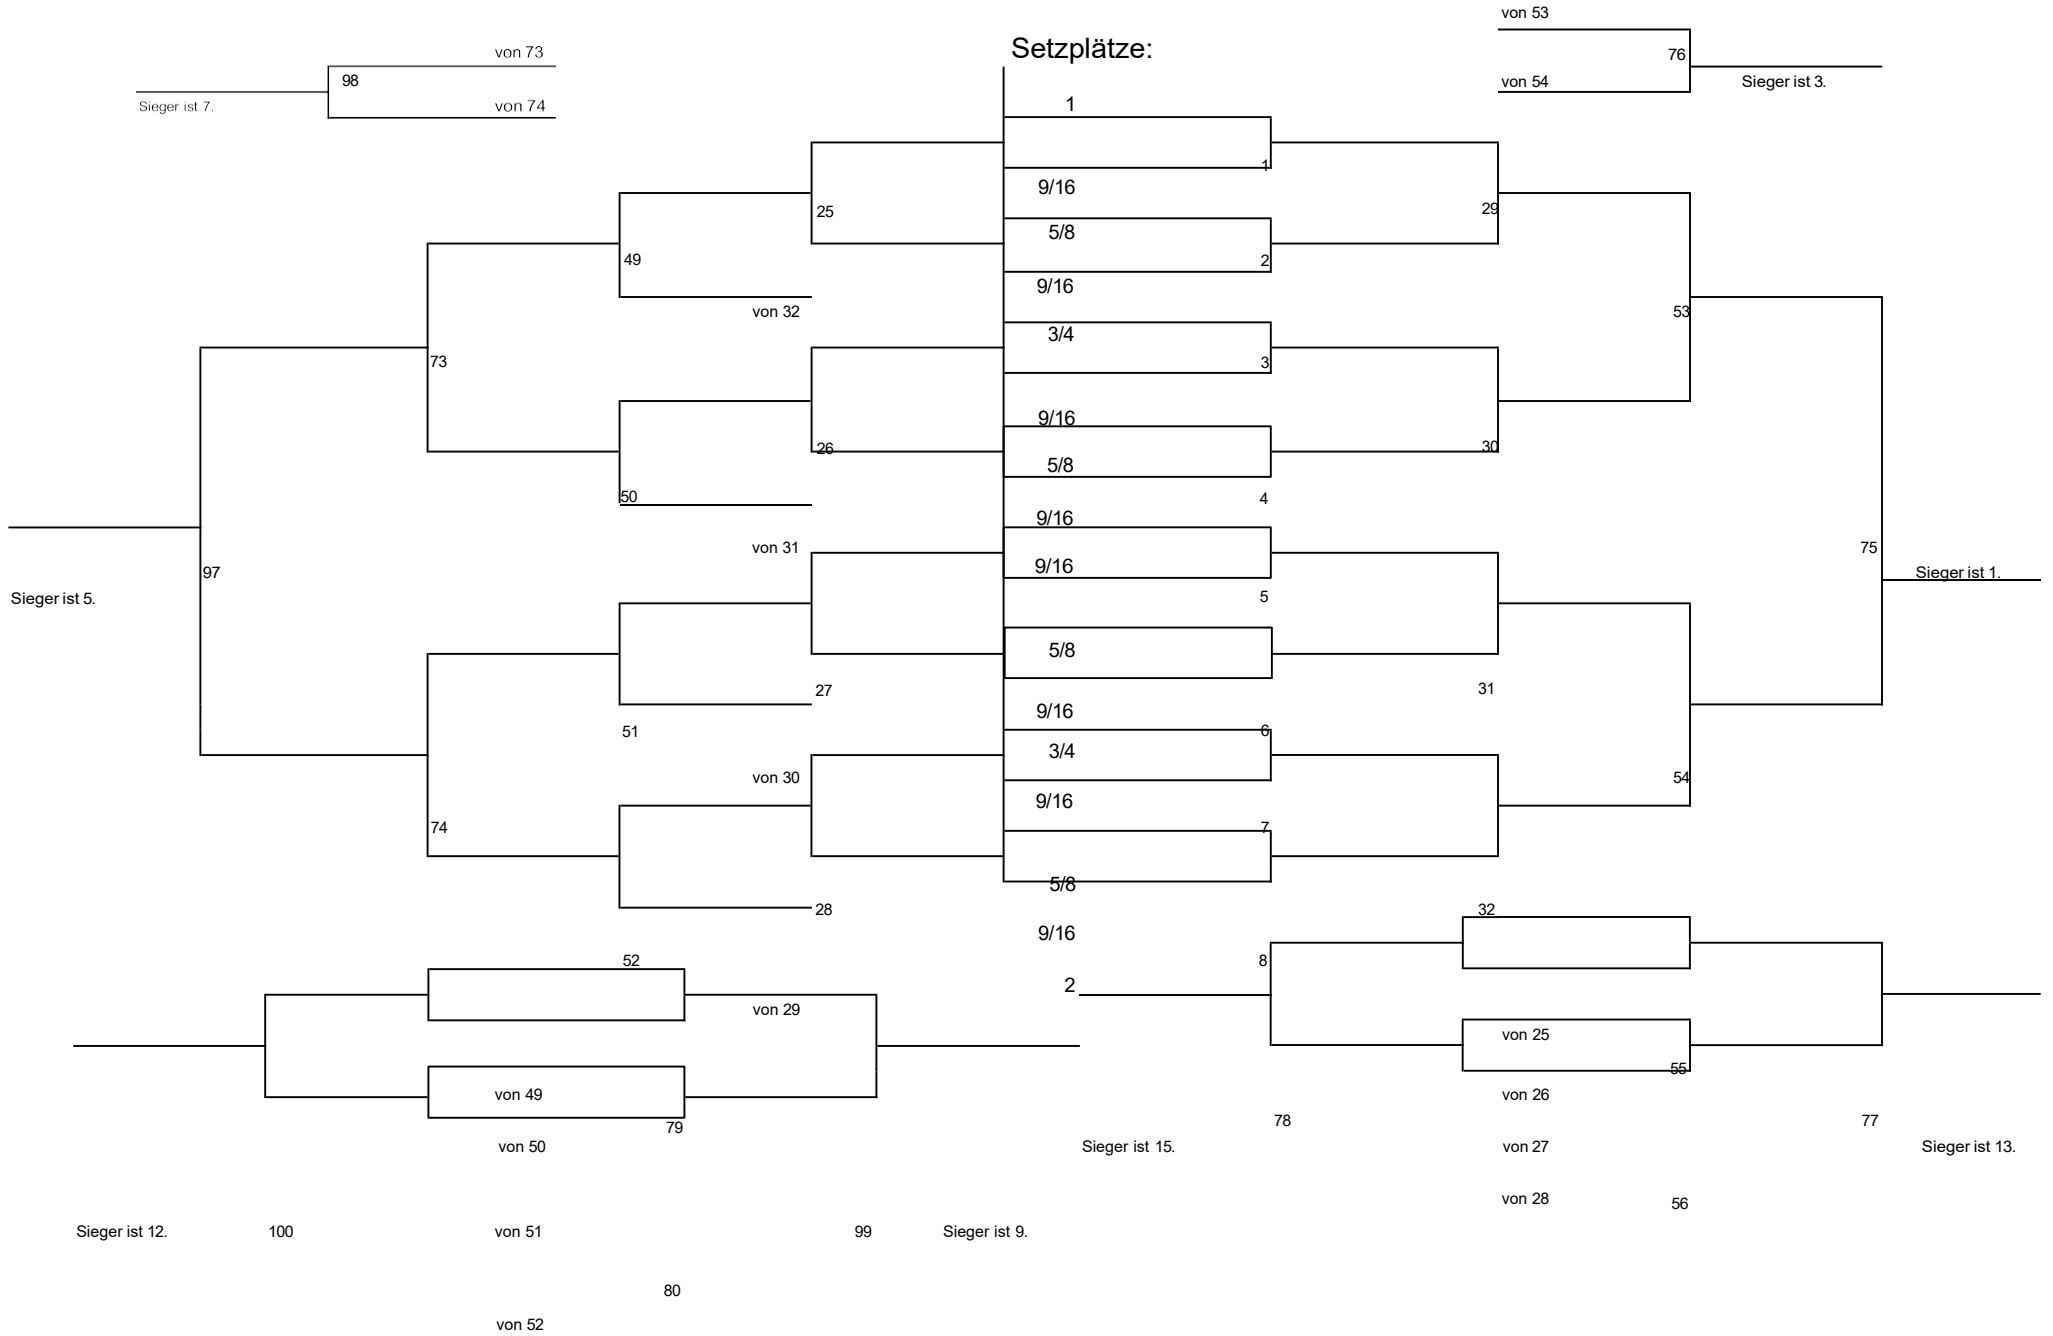 von 53
Setzplätze:
von 73
76
98
von 54
Sieger ist 3.
Sieger ist 7.
von 74
1
1
9/16
25
29
5/8
49
2
9/16
von 32
53
3/4
73
3
9/16
26
30
5/8
50
4
9/16
von 31
75
9/16
97
Sieger ist 1.
Sieger ist 5.
5
5/8
27
31
9/16
51
6
3/4
von 30
54
9/16
74
7
5/8
28
32
9/16
52
8
2
von 29
von 25
55
von 49
von 26
79
78
77
von 50
Sieger ist 15.
von 27
Sieger ist 13.
von 28
56
Sieger ist 12.
100
von 51
99
Sieger ist 9.
80
von 52